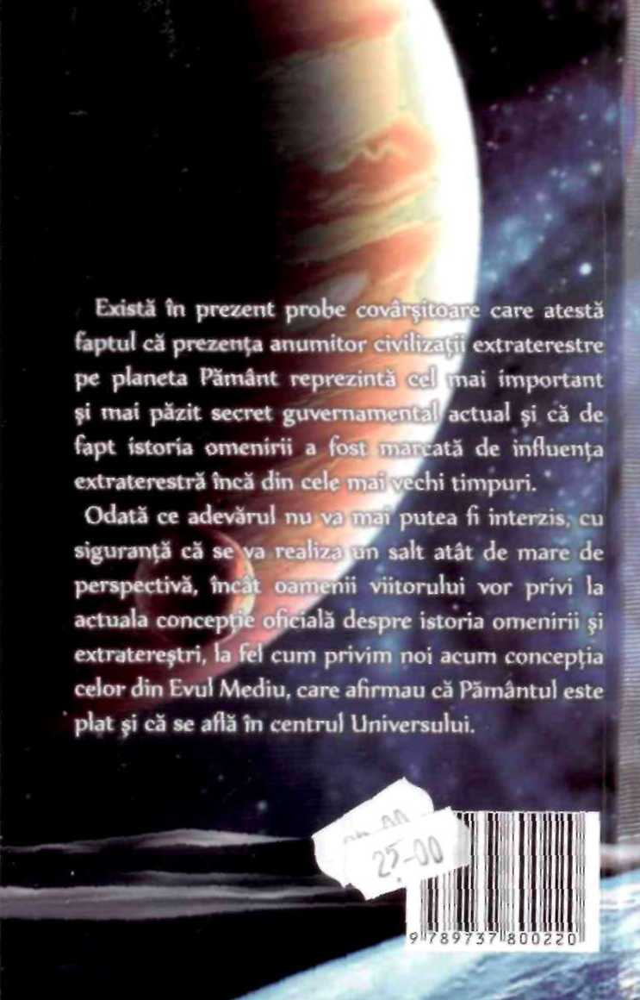 Există în prezent probe covârşitoare care atestă
faptul că prezenţa anumitor civilizaţii extraterestre
pe planeta Pământ reprezintă cel mai important
şi mai păzit secret guvernamental actual şi că de
fapt istoria omenirii a fost marcată de influenţa
extraterestră încă din cele mai vechi timpuri.
Odată ce adevărul nu va mai putea fi interzis, cu
siguranţă că se va realiza un salt atât de mare de
perspectivă, încât oamenii viitorului vor privi la
actuala concepţie oficială despre istoria omenirii şi
extratereştri, la fel cum privim noi acum concepţia
celor din Evul Mediu, care afirmau că Pământul este
plat şi că se află în centrul Universului.
25-00
9 789737 800220